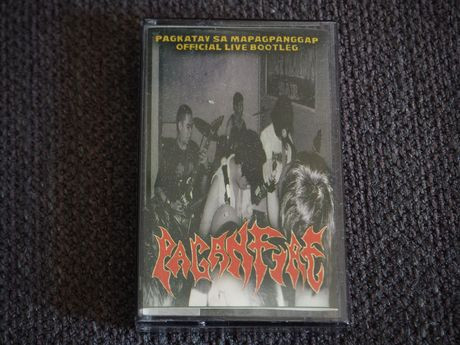 PAGKATAY SA MAPAGPANGGAP
OFFICIAL LIVE BOOTLEG
PAGANFIRE